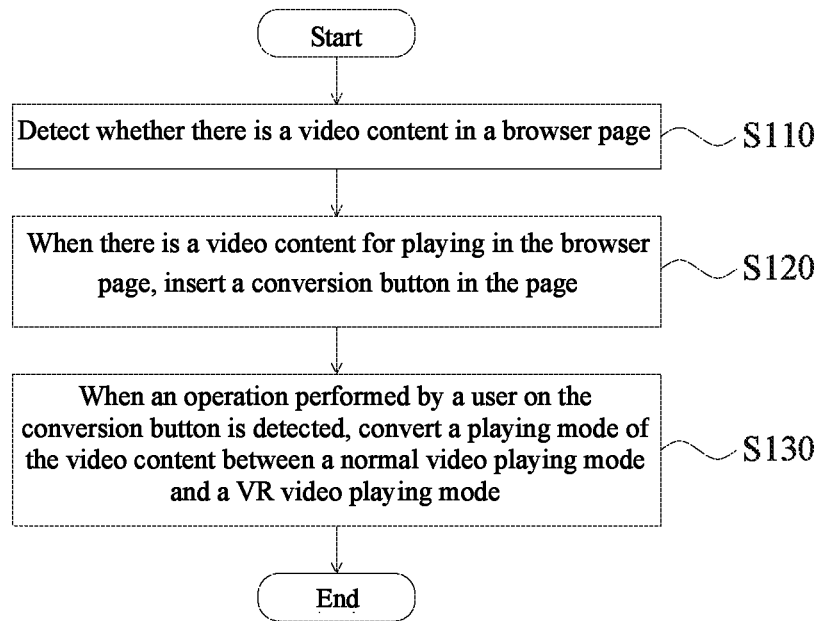 Start
Detect whether there is a video content in a browser page
S110
When there is a video content for playing in the browser
page, insert a conversion button in the page
S120
When an operation performed by a user on the
conversion button is detected, convert a playing mode of
the video content between a normal video playing mode
and a VR video playing mode
S130
End